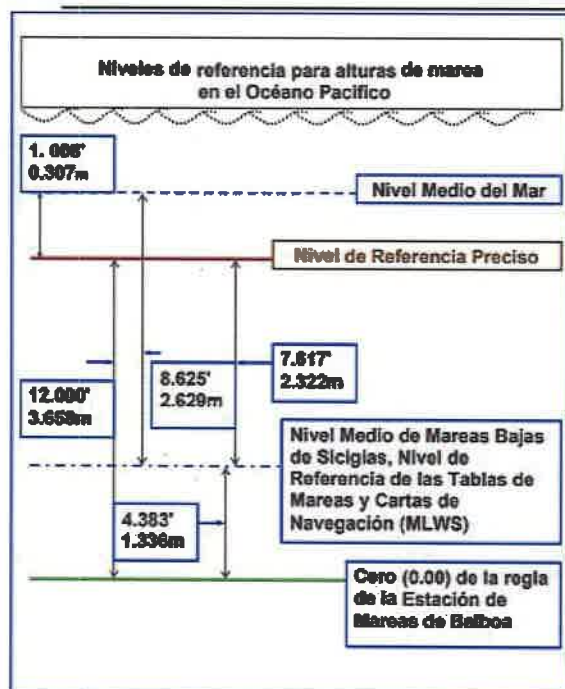 Niveles de referencia para alturas de marea
en el Océano Pacífico
1. 008'
0.307m
Nivel Medio del Mar
Nivel de Referencia Preciso
7.617'
2.322m
8.625'
2.629m
12.000'
3.658m
Nivel Medio de Mareas Bajas
de Sicigias, Nivel de
Referencia de las Tablas de
Mareas y Cartas de
Navegación (MLWS)
4.383'
1.336m
Cero (0.00) de la regla
de la Estación de
Mareas de Balboa